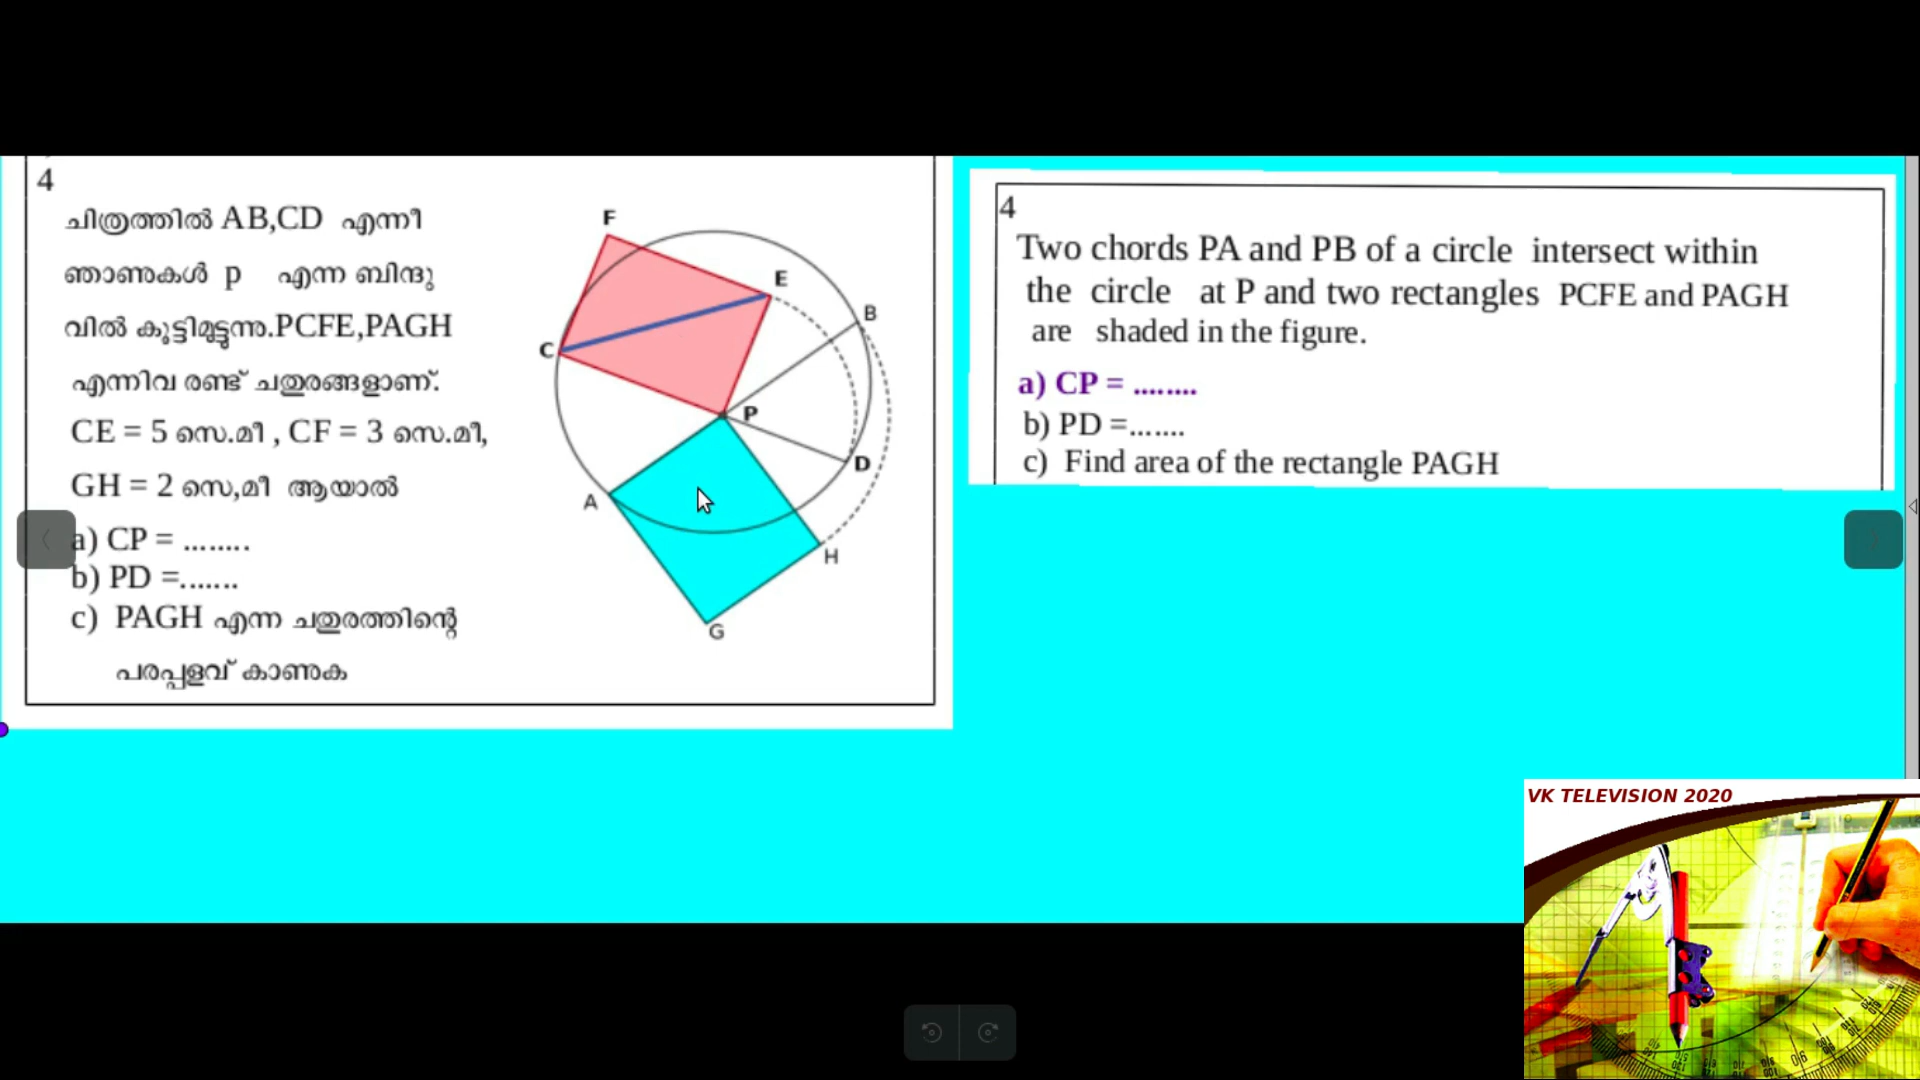 4
ചിത്രത്തിൽ AB,CD എന്നീ
ഞാണുകൾ p എന്ന ബിന്ദു
വിൽ കൂട്ടിമുട്ടുന്നു.PCFE,PAGH
എന്നിവ രണ്ട് ചതുരങ്ങളാണ്.
CE = 5 സെ.മീ , CF = 3 സെ.മീ,
GH = 2 സെ,മീ ആയാൽ
a) CP = ........
b) PD =.......
c) PAGH എന്ന ചതുരത്തിന്റെ
പരപ്പളവ് കാണുക
F
E
B
C
P
D
A
H
G
4
Two chords PA and PB of a circle intersect within
the circle at P and two rectangles PCFE and PAGH
are shaded in the figure.
a) CP = ........
b) PD =.......
c) Find area of the rectangle PAGH
VK TELEVISION 2020